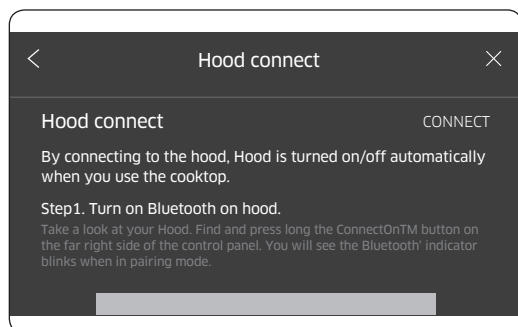 Hood connect
Hood connect
CONNECT
By connecting to the hood, Hood is turned on/off automatically
when you use the cooktop.
Step1. Turn on Bluetooth on hood.
Take a look at your Hood. Find and press long the ConnectOnTM button on
the far right side of the control panel. You will see the Bluetooth' indicator
blinks when in pairing mode.